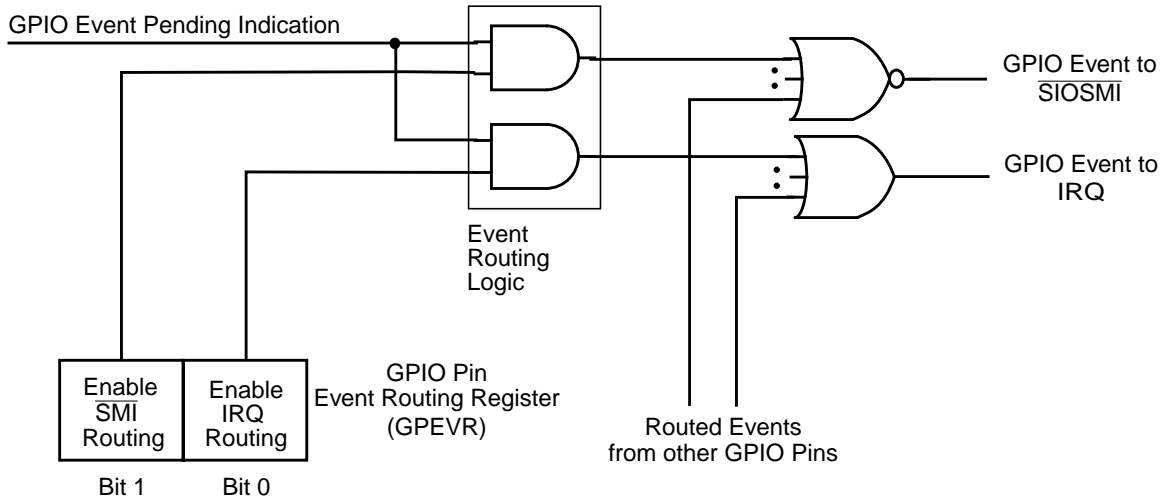 GPIO Event Pending Indication
GPIO Event to
SIOSMI
GPIO Event to
IRQ
Event
Routing
Logic
Enable
SMI
Routing
Enable
IRQ
Routing
GPIO Pin
Event Routing Register
(GPEVR)
Routed Events
from other GPIO Pins
Bit 1
Bit 0